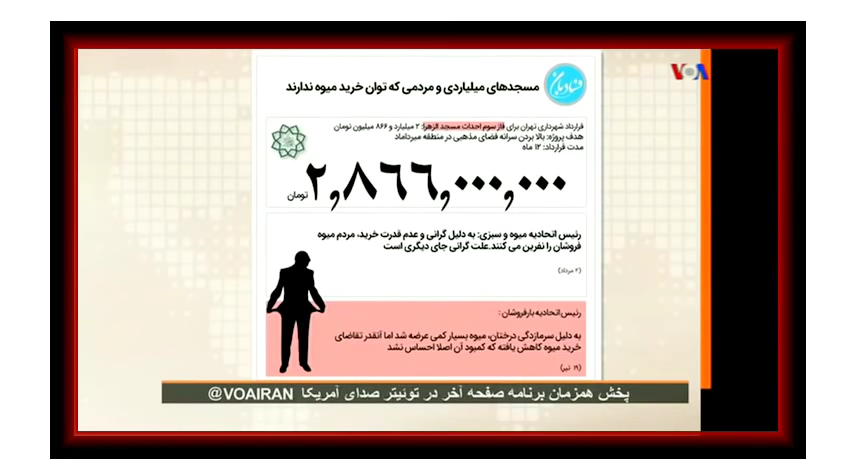 VOA
مسجدهای میلیاردی و مردمی که توان خرید میوه ندارند
قرارداد شهرداری تهران برای فاز سوم احداث مسجد الزهرا: ۲ میلیارد و ۸۶۶ میلیون تومان
هدف پروژه: بالا بردن سرانه فضای مذهبی در منطقه میرداماد
مدت قرارداد: ۱۲ ماه
۲,۸۶۶,۰۰۰,۰۰۰ تومان
رئیس اتحادیه میوه و سبزی: به دلیل گرانی و عدم قدرت خرید، مردم میوه
فروشان را نفرین می کنند.علت گرانی جای دیگری است
(۲ مرداد)
رئیس اتحادیه بارفروشان :
به دلیل سرمازدگی درختان، میوه بسیار کمی عرضه شد اما آنقدر تقاضای
خرید میوه کاهش یافته که کمبود آن اصلا احساس نشد
(۱۹ تیر)
پخش همزمان برنامه صفحه آخر در توئیتر صدای آمریکا @VOAIRAN